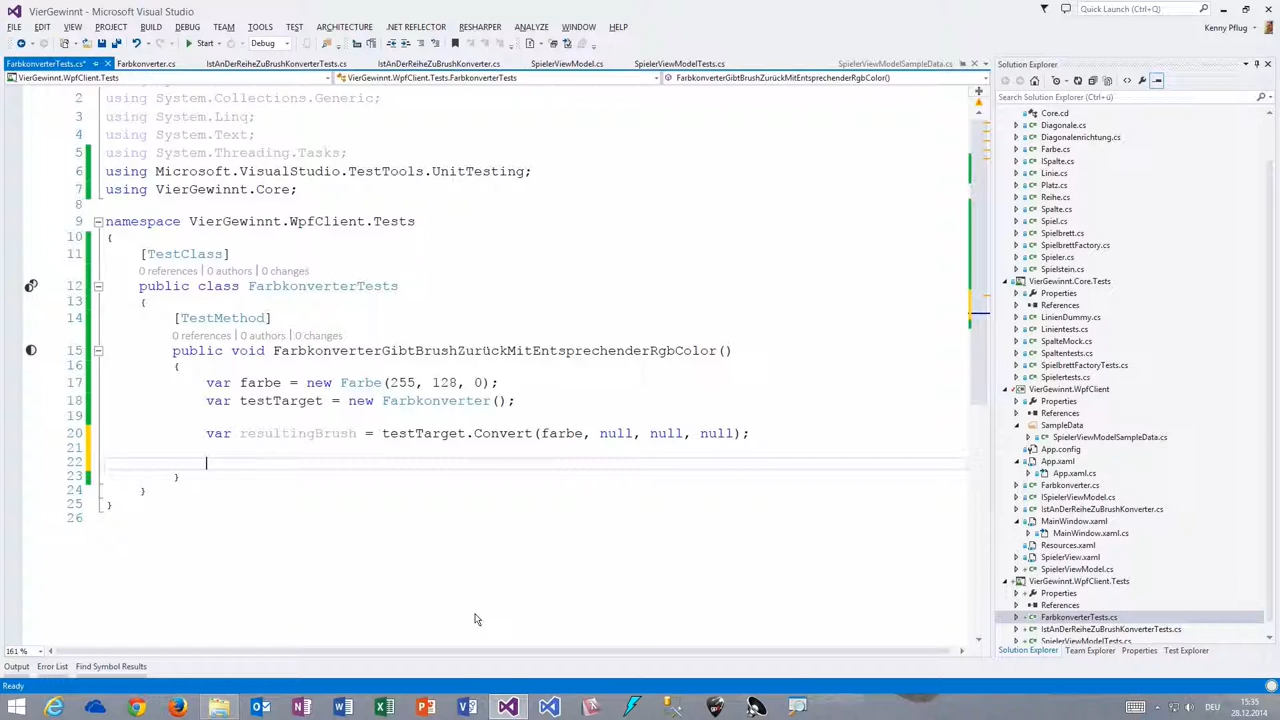 VierGewinnt - Microsoft Visual Studio
Quick Launch (Ctrl+Q)
FILE EDIT VIEW PROJECT BUILD DEBUG TEAM TOOLS TEST ARCHITECTURE .NET REFLECTOR RESHARPER ANALYZE WINDOW HELP
Kenny Pflug
Start Debug
FarbkonverterTests.cs* Farbkonverter.cs IstAnDerReiheZuBrushKonverterTests.cs IstAnDerReiheZuBrushKonverter.cs SpielerViewModel.cs SpielerViewModelTests.cs SpielerViewModelSampleData.cs
VierGewinnt.WpfClient.Tests VierGewinnt.WpfClient.Tests.FarbkonverterTests FarbkonverterGibtBrushZurückMitEntsprechenderRgbColor()
2 using System.Collections.Generic;
3 using System.Linq;
4 using System.Text;
5 using System.Threading.Tasks;
6 using Microsoft.VisualStudio.TestTools.UnitTesting;
7 using VierGewinnt.Core;
8
9 namespace VierGewinnt.WpfClient.Tests
10 {
11 [TestClass]
0 references | 0 authors | 0 changes
12 public class FarbkonverterTests
13 {
14 [TestMethod]
0 references | 0 authors | 0 changes
15 public void FarbkonverterGibtBrushZurückMitEntsprechenderRgbColor()
16 {
17 var farbe = new Farbe(255, 128, 0);
18 var testTarget = new Farbkonverter();
19
20 var resultingBrush = testTarget.Convert(farbe, null, null, null);
21
22
23 }
24 }
25 }
26
161 %
Output Error List Find Symbol Results
Ready
Solution Explorer
Search Solution Explorer (Ctrl+ü)
Core.cd
Diagonale.cs
Diagonalenrichtung.cs
Farbe.cs
ISpalte.cs
Linie.cs
Platz.cs
Reihe.cs
Spalte.cs
Spiel.cs
Spielbrett.cs
SpielbrettFactory.cs
Spieler.cs
Spielstein.cs
VierGewinnt.Core.Tests
Properties
References
LinienDummy.cs
Linientests.cs
SpalteMock.cs
Spaltentests.cs
SpielbrettFactoryTests.cs
Spielertests.cs
VierGewinnt.WpfClient
Properties
References
SampleData
SpielerViewModelSampleData.cs
App.config
App.xaml
App.xaml.cs
Farbkonverter.cs
ISpielerViewModel.cs
IstAnDerReiheZuBrushKonverter.cs
MainWindow.xaml
MainWindow.xaml.cs
Resources.xaml
SpielerView.xaml
SpielerViewModel.cs
VierGewinnt.WpfClient.Tests
Properties
References
FarbkonverterTests.cs
IstAnDerReiheZuBrushKonverterTests.cs
SpielerViewModelTests.cs
Solution Explorer Team Explorer Properties Test Explorer
15:35
28.12.2014